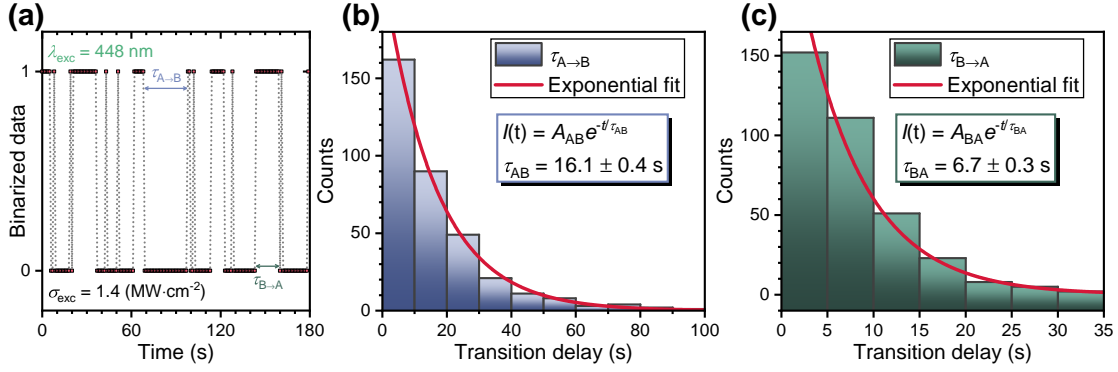 (a)
λexc = 448 nm
τA→B
τB→A
σexc = 1.4 (MW·cm-2)
Binarized data
1
0
0 60 120 180
Time (s)
(b)
τA→B
Exponential fit
I(t) = AABe-t/τAB
τAB = 16.1 ± 0.4 s
Counts
150
100
50
0
0 20 40 60 80 100
Transition delay (s)
(c)
τB→A
Exponential fit
I(t) = ABAe-t/τBA
τBA = 6.7 ± 0.3 s
Counts
150
100
50
0
0 5 10 15 20 25 30 35
Transition delay (s)